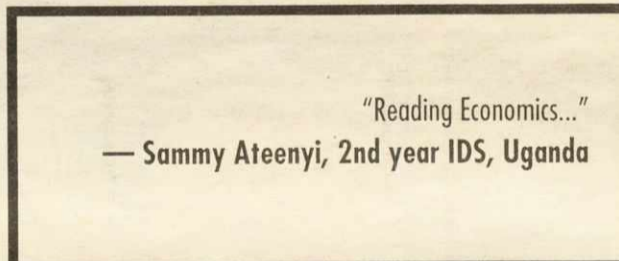 "Reading Economics..."
— Sammy Ateenyi, 2nd year IDS, Uganda